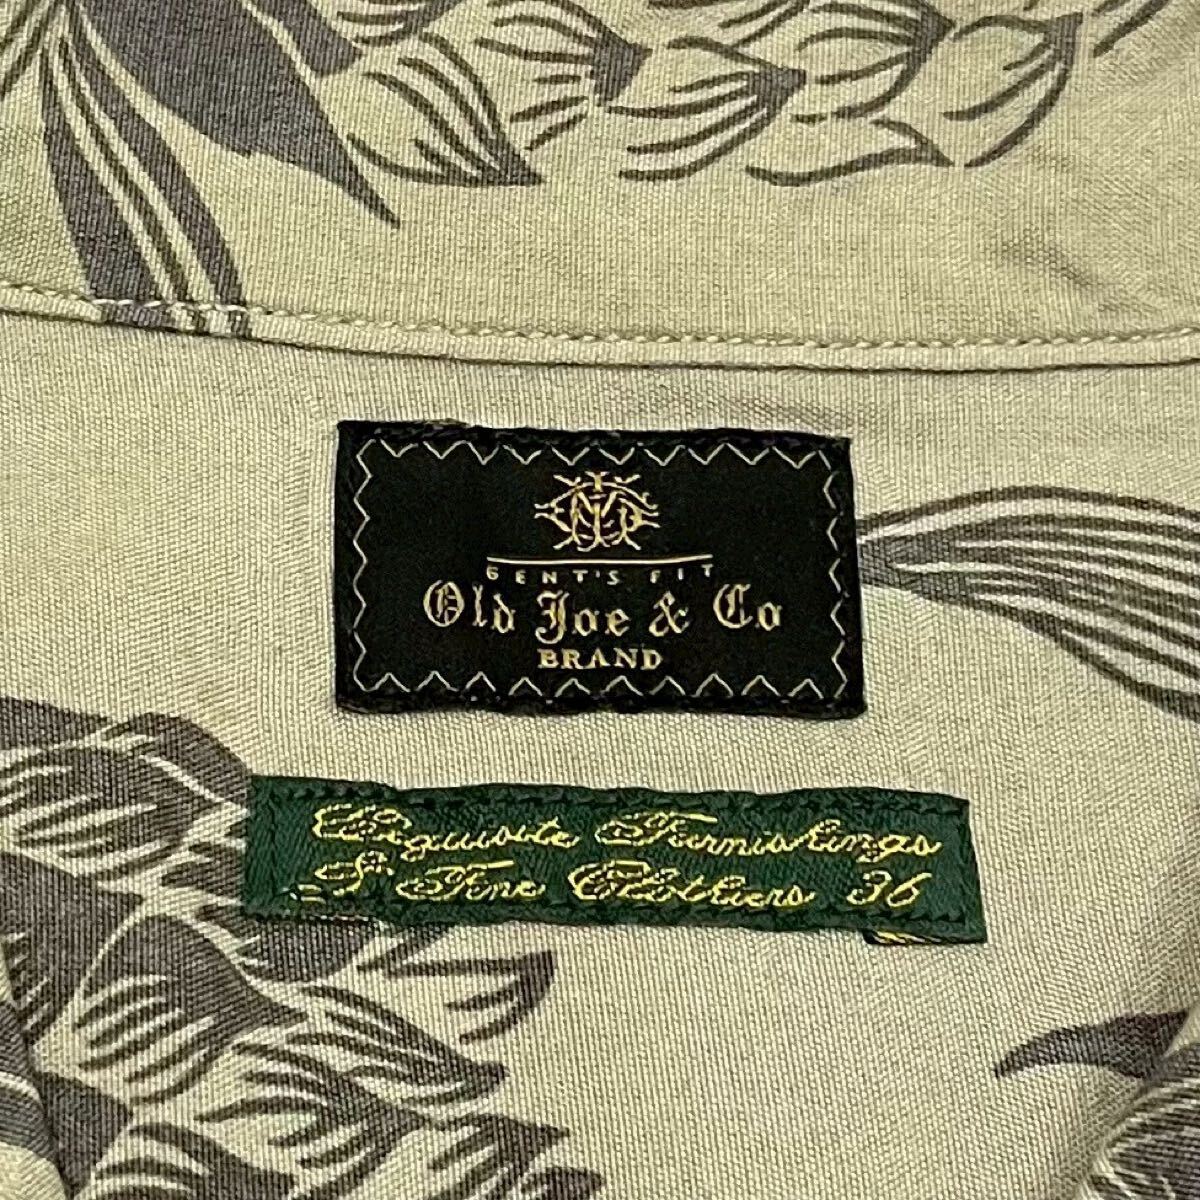 GENT'S FIT
Old Joe & Co
BRAND
Exquisite Furnishings
& Fine Clothiers 36